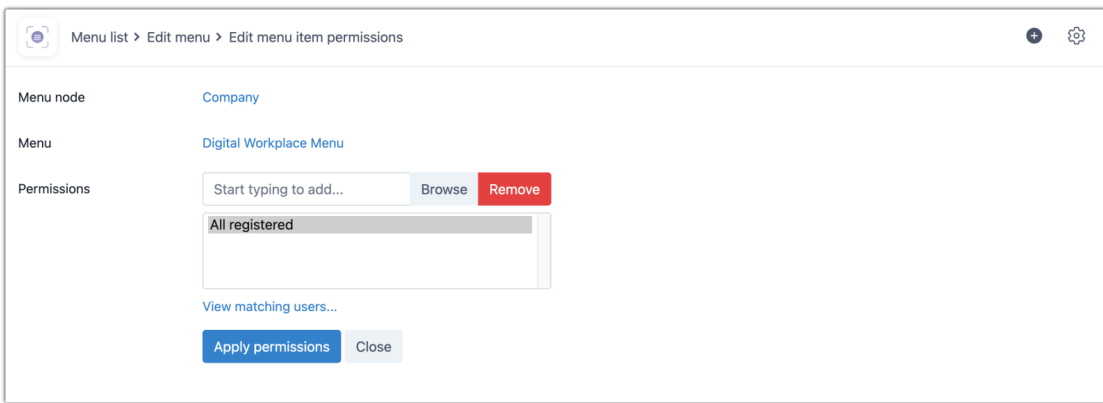 Menu list > Edit menu > Edit menu item permissions
Menu node Company
Menu Digital Workplace Menu
Permissions Start typing to add... Browse Remove
All registered
View matching users...
Apply permissions Close